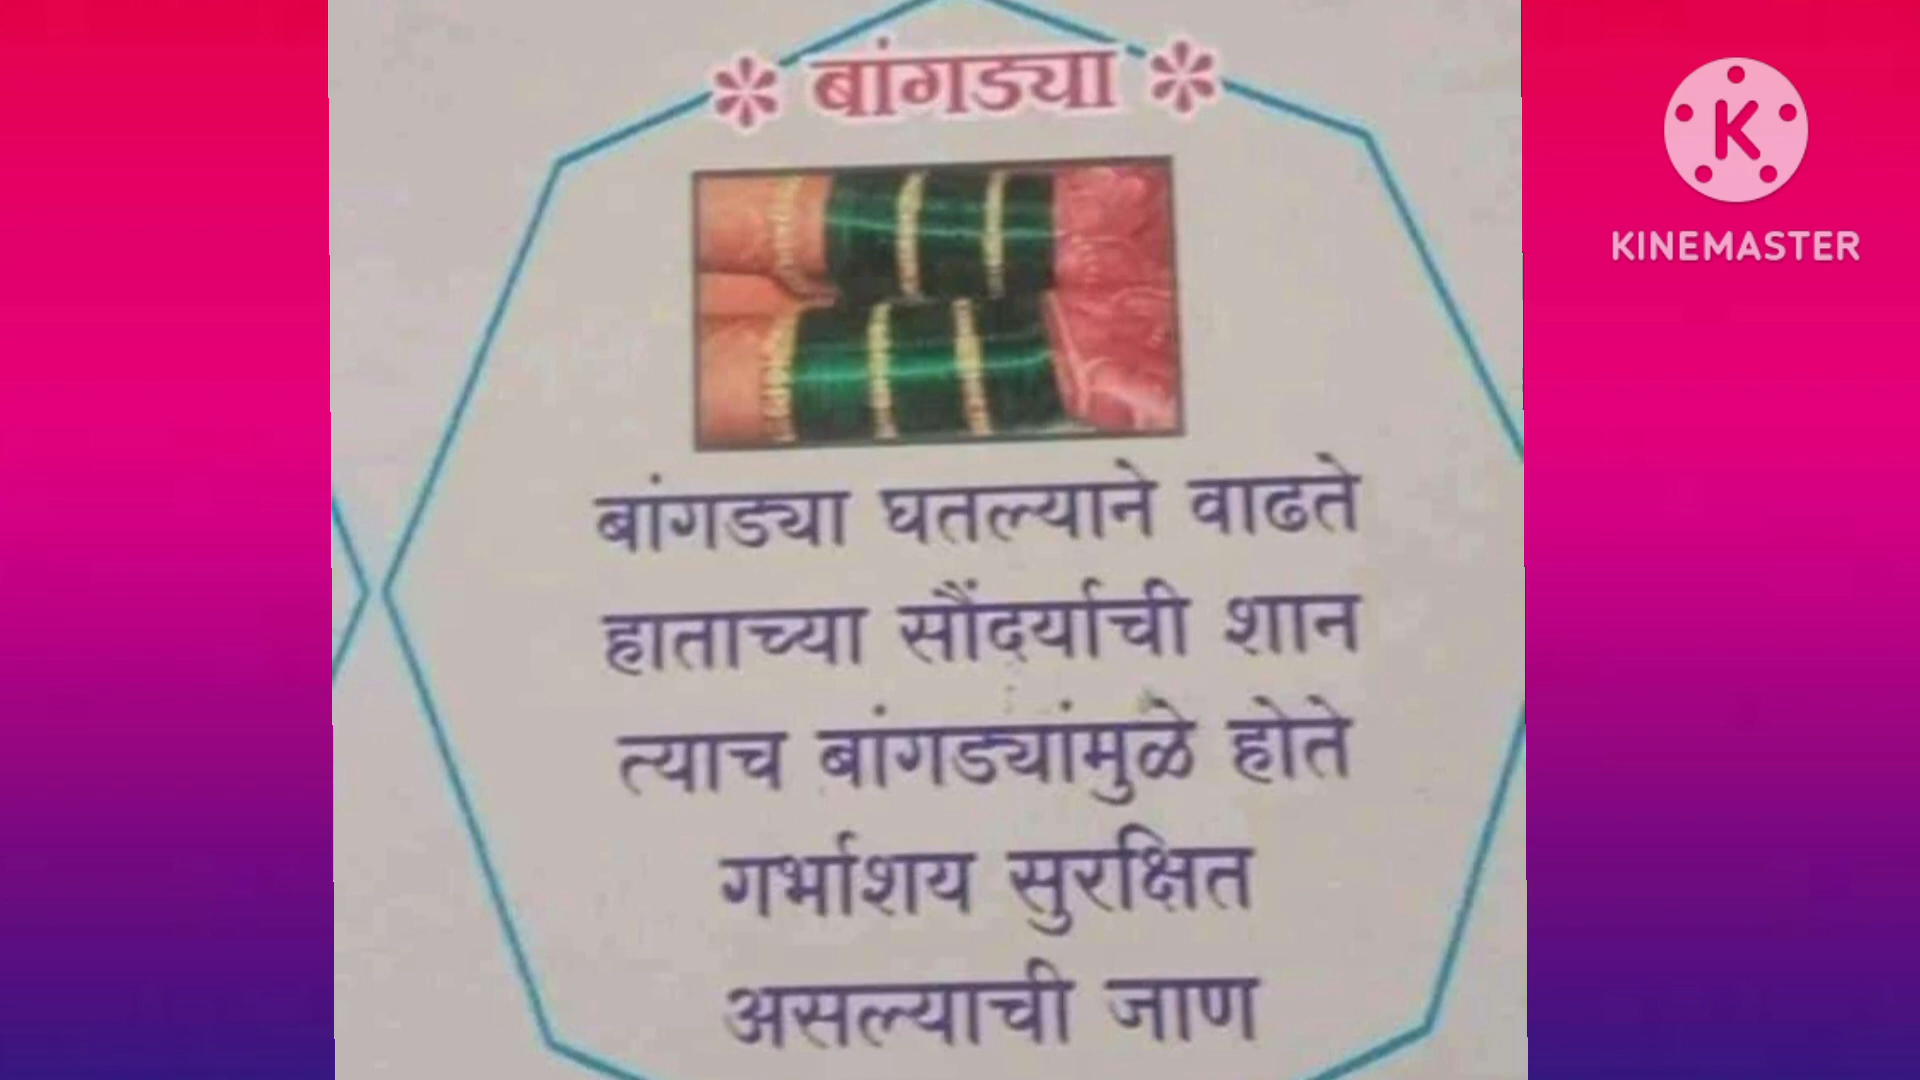 ❇ बांगड्या ❇
KINEMASTER
बांगड्या घतल्याने वाढते
हाताच्या सौंदर्याची शान
त्याच बांगड्यांमुळे होते
गर्भाशय सुरक्षित
असल्याची जाण